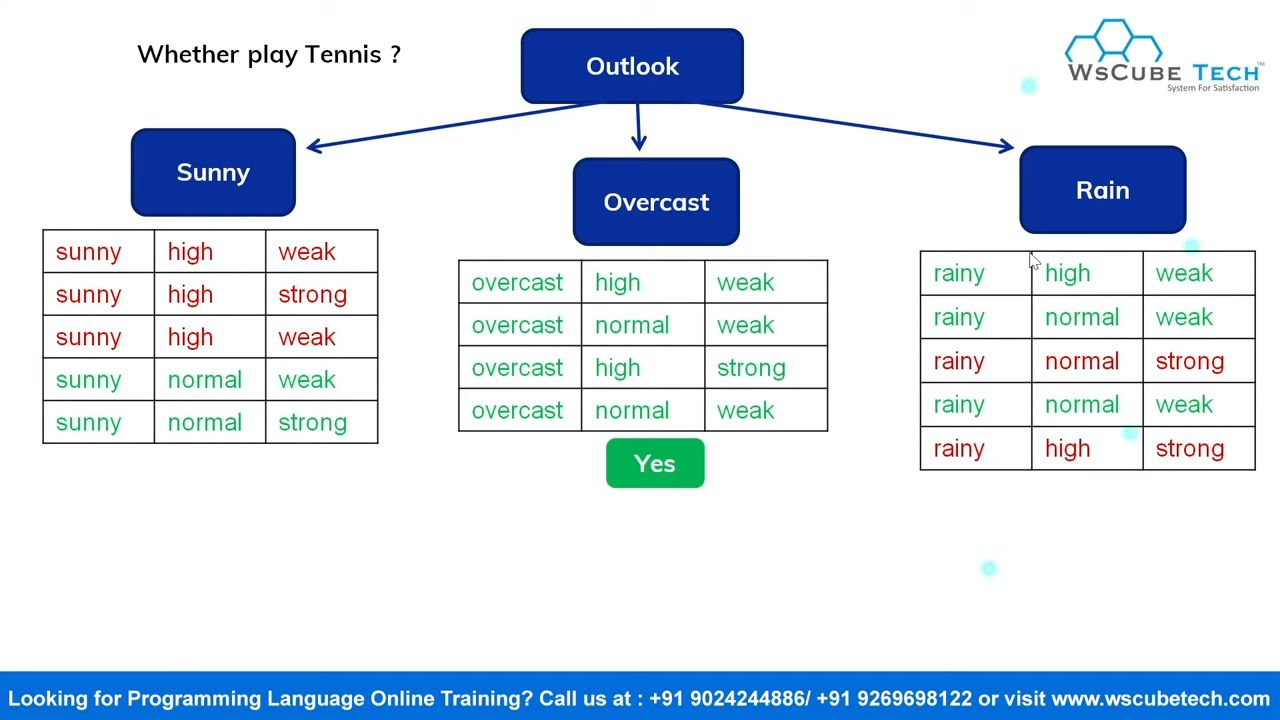 Whether play Tennis ?
Outlook
WsCube Tech™
System For Satisfaction
Sunny
Overcast
Rain
sunny high weak
sunny high strong
sunny high weak
sunny normal weak
sunny normal strong
overcast high weak
overcast normal weak
overcast high strong
overcast normal weak
Yes
rainy high weak
rainy normal weak
rainy normal strong
rainy normal weak
rainy high strong
Looking for Programming Language Online Training? Call us at : +91 9024244886/ +91 9269698122 or visit www.wscubetech.com